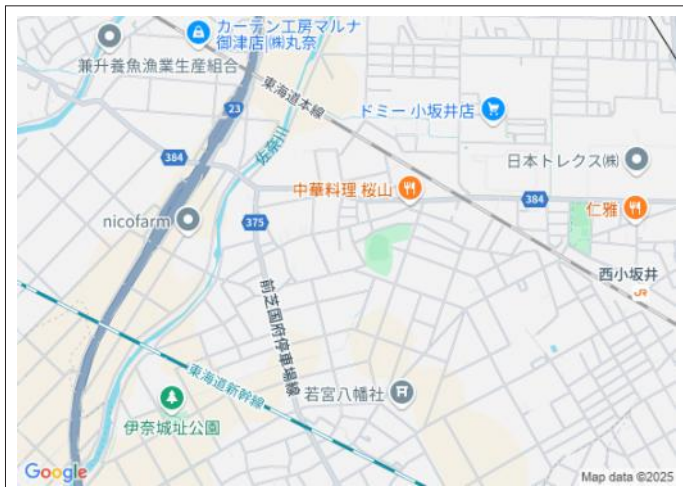 カーテン工房マルナ
御津店 ㈱丸奈
兼升養魚漁業生産組合
東海道本線
23
佐奈川
ドミー 小坂井店
384
日本トレクス㈱
中華料理 桜山
384
仁雅
nicofarm
375
西小坂井
JR
前芝国府停車場線
東海道新幹線
若宮八幡社
伊奈城址公園
Google
Map data ©2025